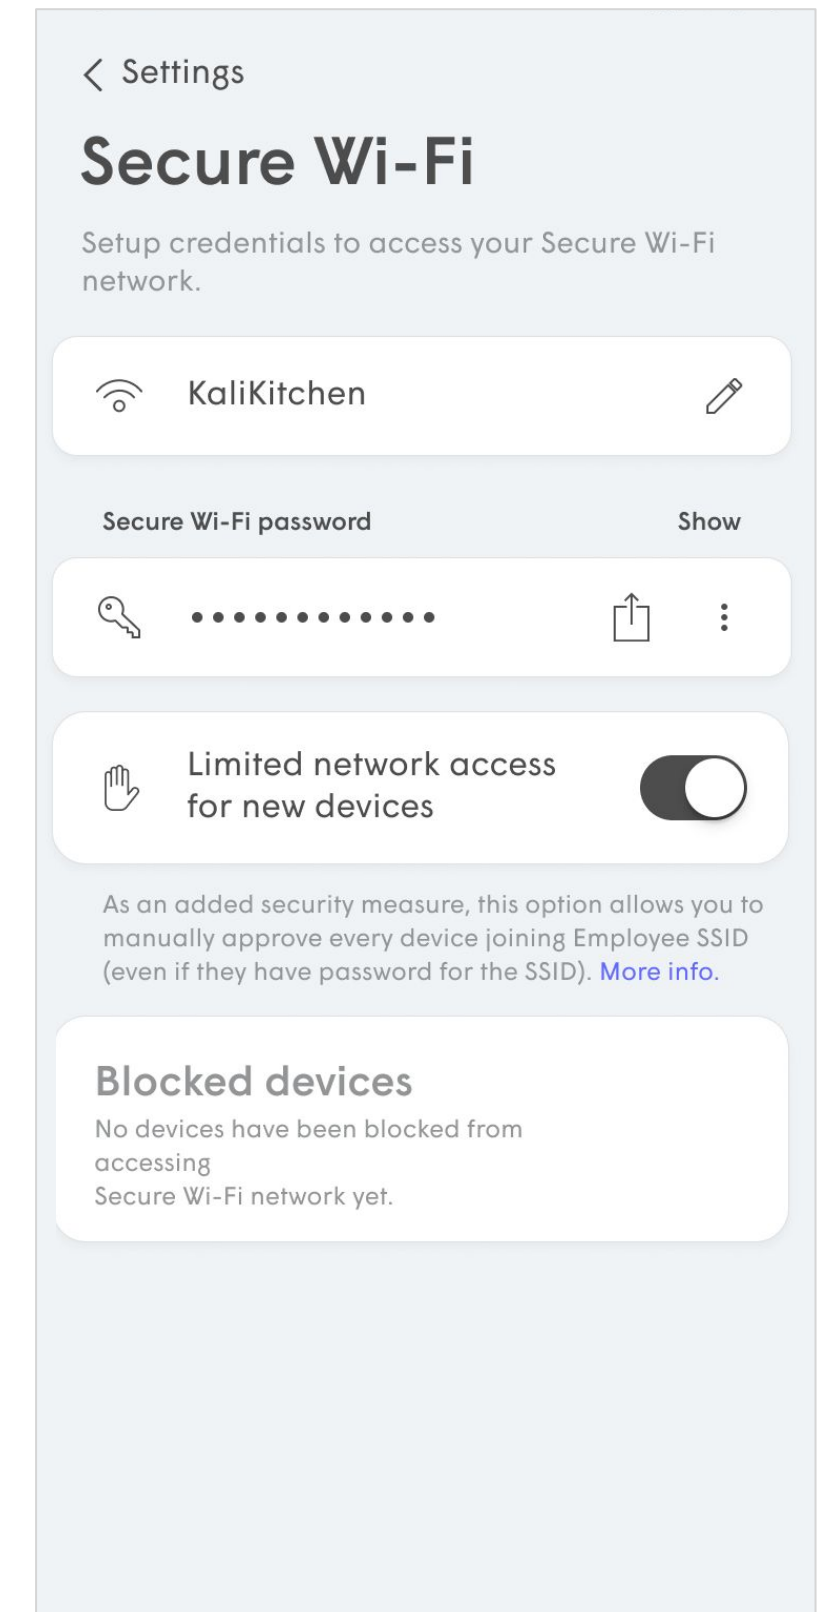 Settings
Secure Wi-Fi
Setup credentials to access your Secure Wi-Fi
network.
KaliKitchen
Secure Wi-Fi password Show
••••••••••••
Limited network access
for new devices
As an added security measure, this option allows you to
manually approve every device joining Employee SSID
(even if they have password for the SSID). More info.
Blocked devices
No devices have been blocked from
accessing
Secure Wi-Fi network yet.